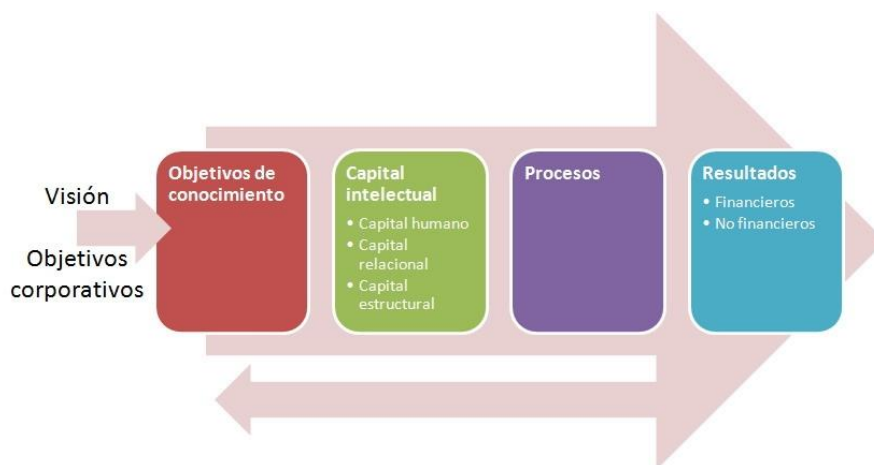 Visión
Objetivos
corporativos
Objetivos de
conocimiento
Capital
intelectual
• Capital humano
• Capital
relacional
• Capital
estructural
Procesos
Resultados
• Financieros
• No financieros